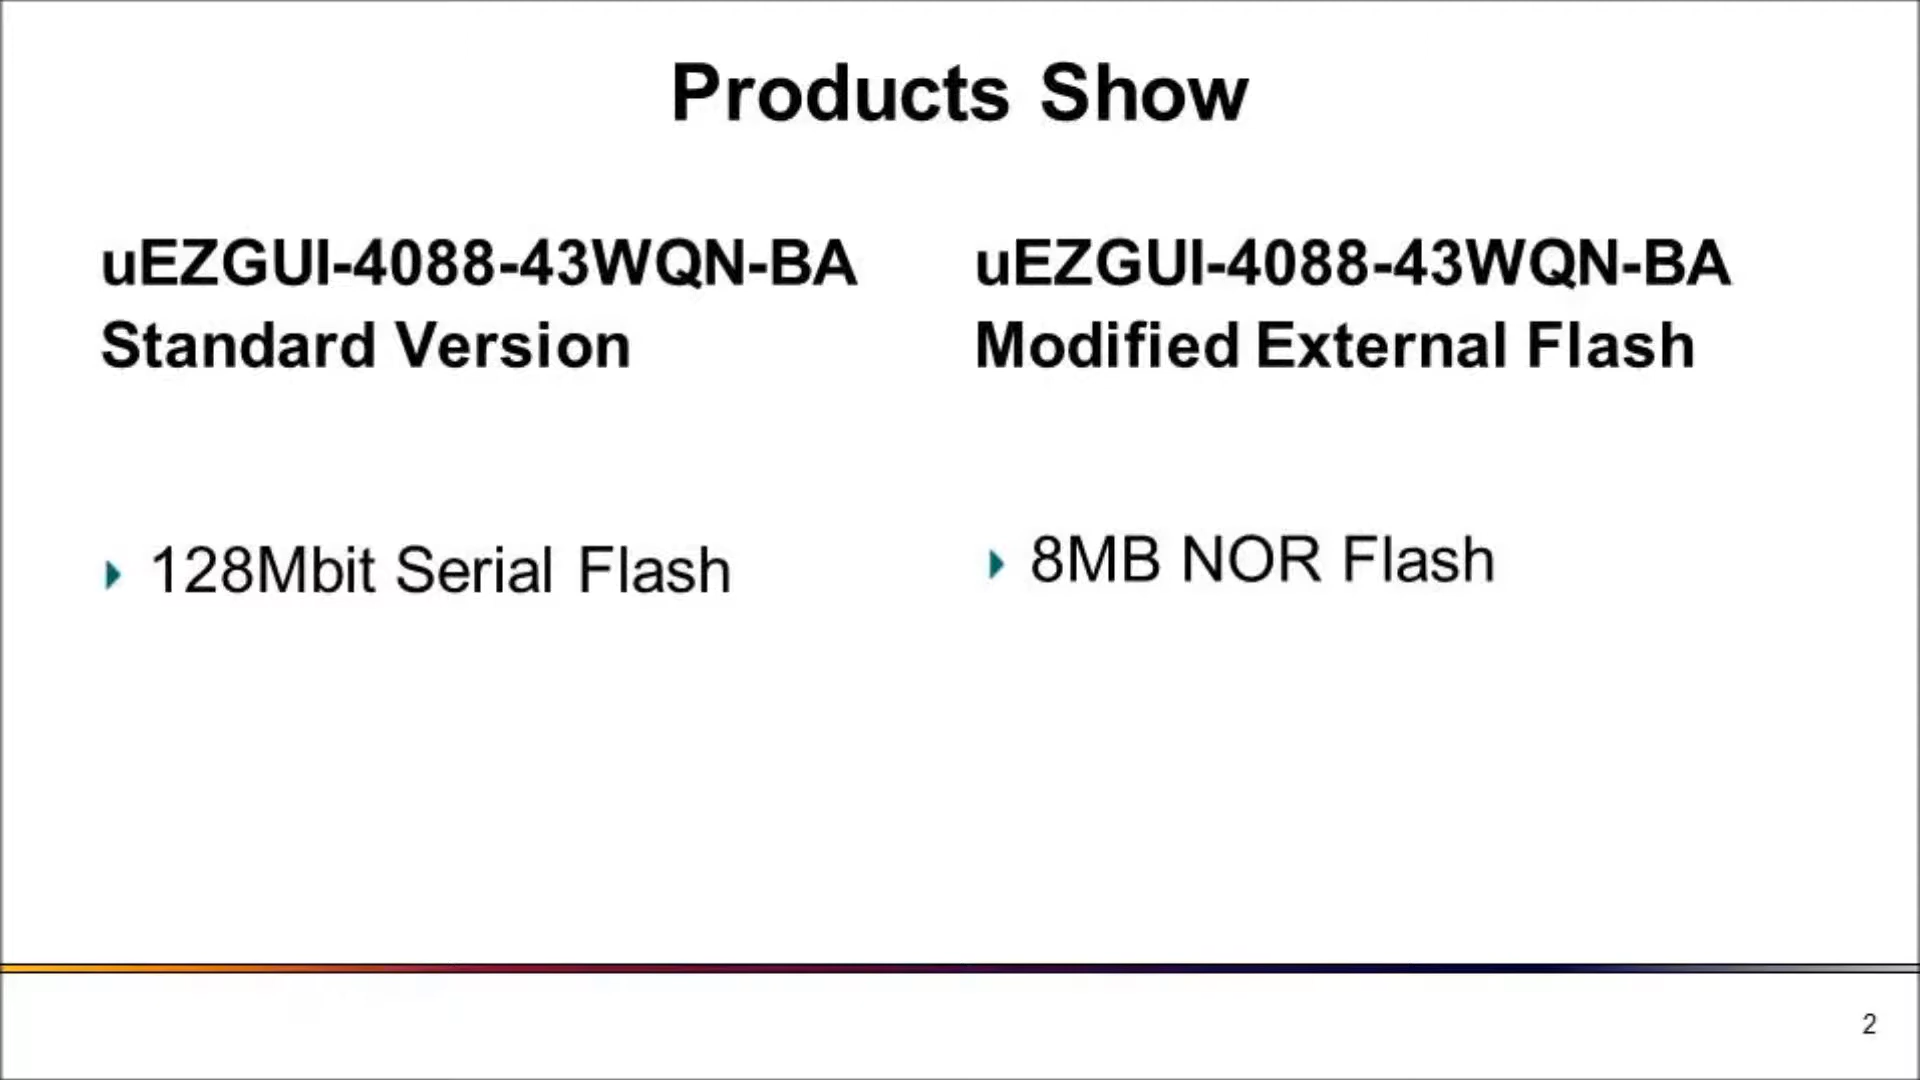 Products Show
uEZGUI-4088-43WQN-BA
Standard Version
128Mbit Serial Flash
uEZGUI-4088-43WQN-BA
Modified External Flash
8MB NOR Flash
2